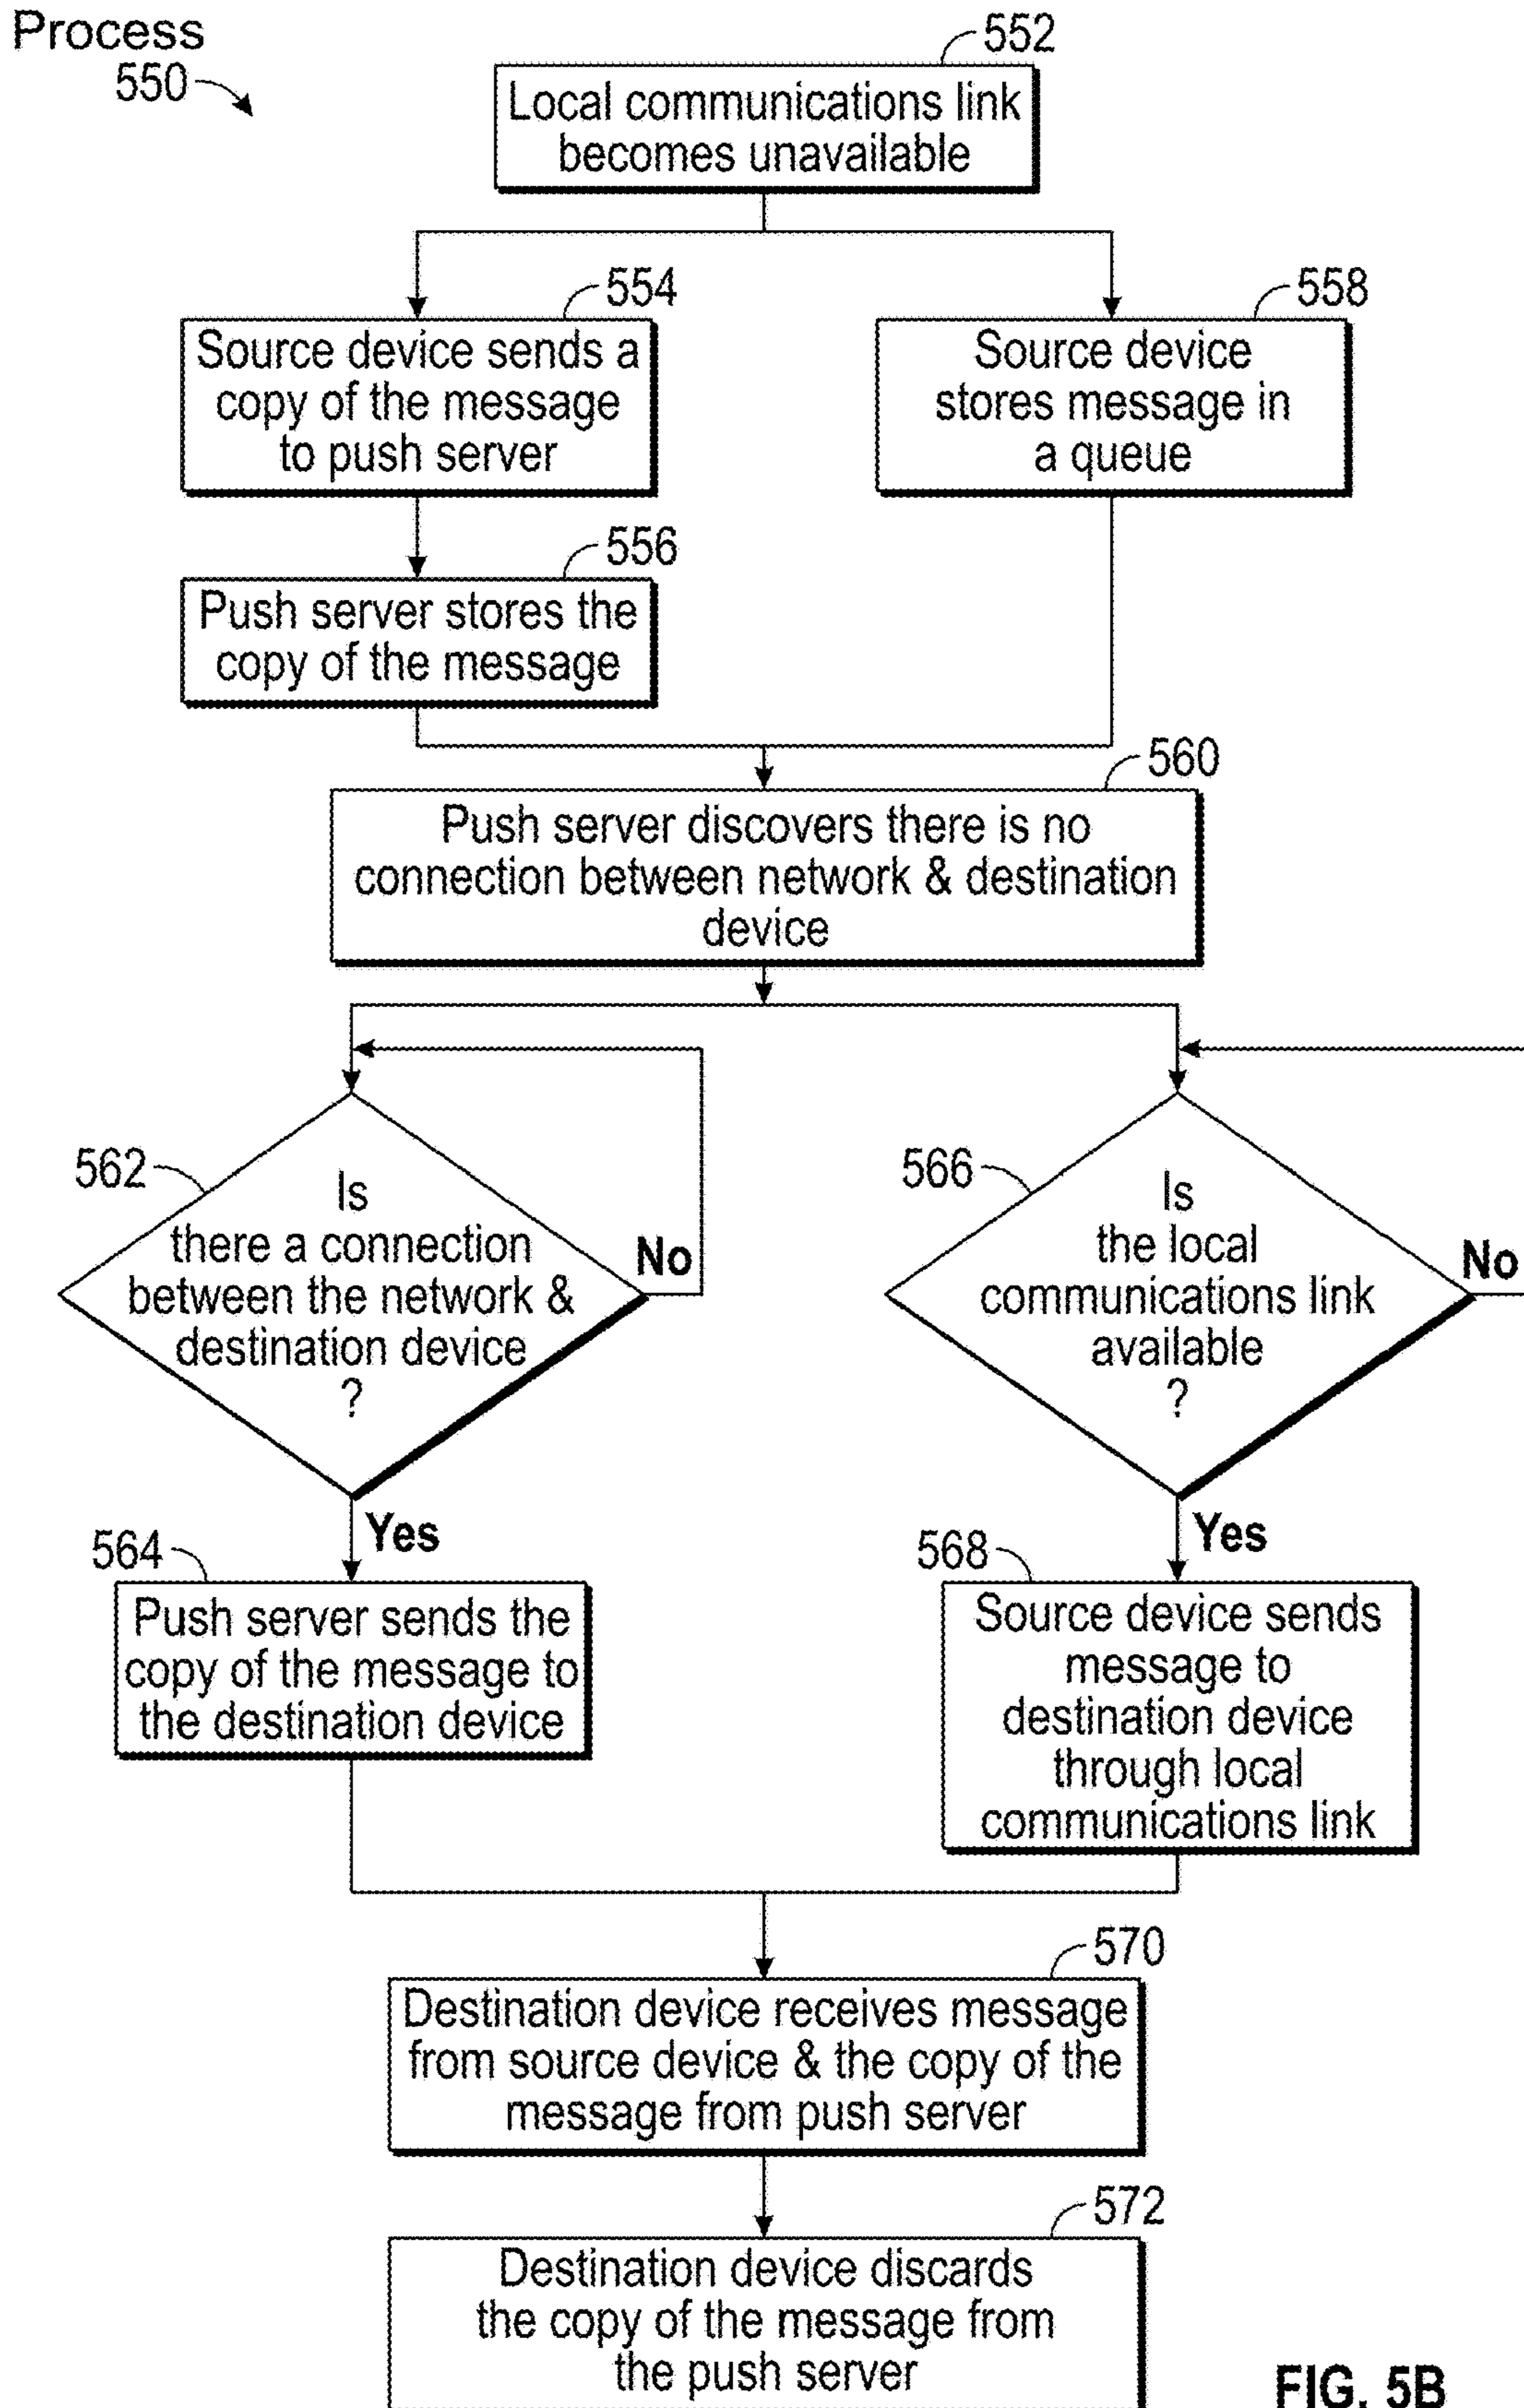 Process
550
552
Local communications link
becomes unavailable
554
Source device sends a
copy of the message
to push server
558
Source device
stores message in
a queue
556
Push server stores the
copy of the message
560
Push server discovers there is no
connection between network & destination
device
562
Is
there a connection
between the network &
destination device
?
No
Yes
566
Is
the local
communications link
available
?
No
Yes
564
Push server sends the
copy of the message to
the destination device
568
Source device sends
message to
destination device
through local
communications link
570
Destination device receives message
from source device & the copy of the
message from push server
572
Destination device discards
the copy of the message from
the push server
FIG. 5B